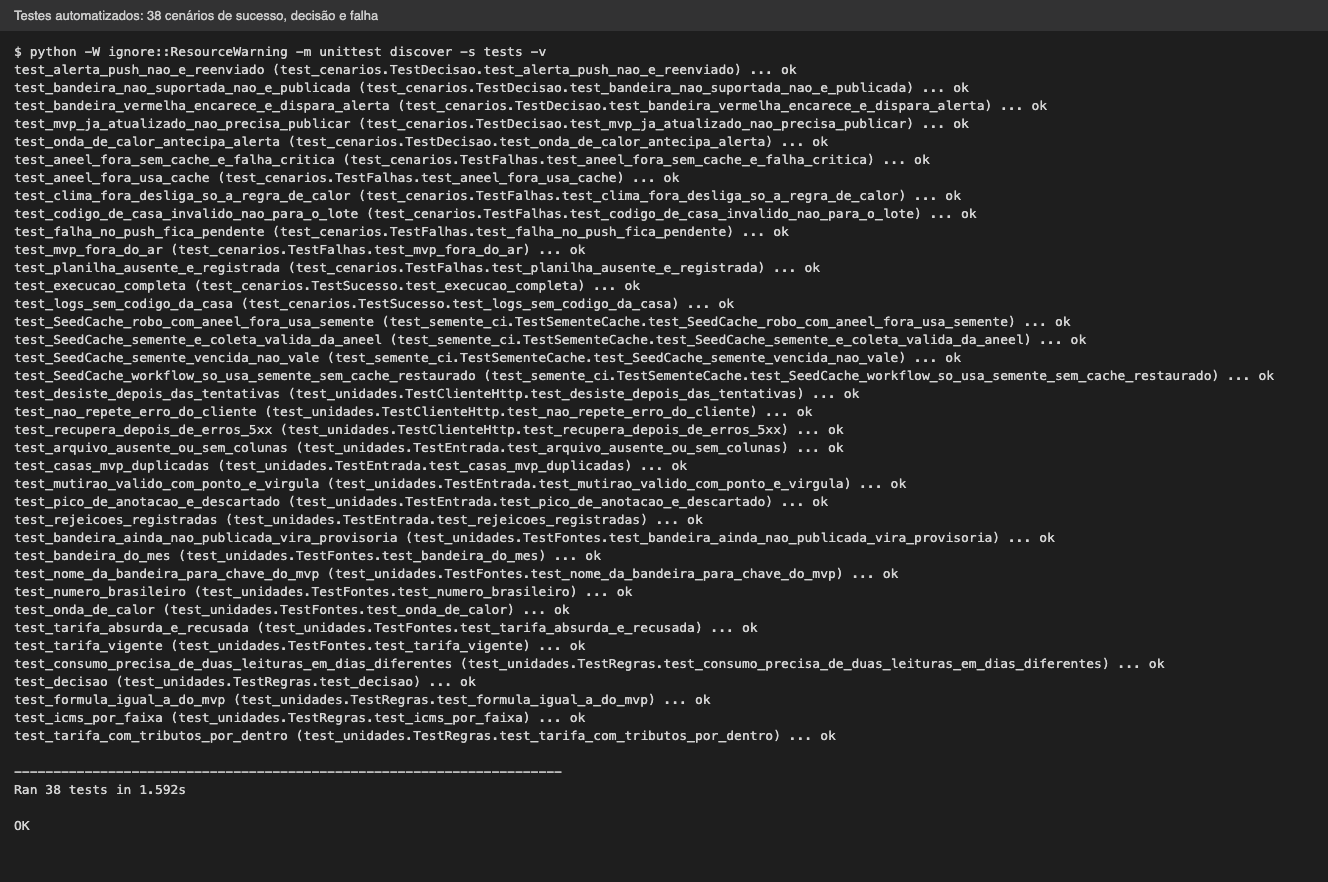 Testes automatizados: 38 cenários de sucesso, decisão e falha
$ python -W ignore::ResourceWarning -m unittest discover -s tests -v
test_alerta_push_nao_e_reenviado (test_cenarios.TestDecisao.test_alerta_push_nao_e_reenviado) ... ok
test_bandeira_nao_suportada_nao_e_publicada (test_cenarios.TestDecisao.test_bandeira_nao_suportada_nao_e_publicada) ... ok
test_bandeira_vermelha_encarece_e_dispara_alerta (test_cenarios.TestDecisao.test_bandeira_vermelha_encarece_e_dispara_alerta) ... ok
test_mvp_ja_atualizado_nao_precisa_publicar (test_cenarios.TestDecisao.test_mvp_ja_atualizado_nao_precisa_publicar) ... ok
test_onda_de_calor_antecipa_alerta (test_cenarios.TestDecisao.test_onda_de_calor_antecipa_alerta) ... ok
test_aneel_fora_sem_cache_e_falha_critica (test_cenarios.TestFalhas.test_aneel_fora_sem_cache_e_falha_critica) ... ok
test_aneel_fora_usa_cache (test_cenarios.TestFalhas.test_aneel_fora_usa_cache) ... ok
test_clima_fora_desliga_so_a_regra_de_calor (test_cenarios.TestFalhas.test_clima_fora_desliga_so_a_regra_de_calor) ... ok
test_codigo_de_casa_invalido_nao_para_o_lote (test_cenarios.TestFalhas.test_codigo_de_casa_invalido_nao_para_o_lote) ... ok
test_falha_no_push_fica_pendente (test_cenarios.TestFalhas.test_falha_no_push_fica_pendente) ... ok
test_mvp_fora_do_ar (test_cenarios.TestFalhas.test_mvp_fora_do_ar) ... ok
test_planilha_ausente_e_registrada (test_cenarios.TestFalhas.test_planilha_ausente_e_registrada) ... ok
test_execucao_completa (test_cenarios.TestSucesso.test_execucao_completa) ... ok
test_logs_sem_codigo_da_casa (test_cenarios.TestSucesso.test_logs_sem_codigo_da_casa) ... ok
test_SeedCache_robo_com_aneel_fora_usa_semente (test_semente_ci.TestSementeCache.test_SeedCache_robo_com_aneel_fora_usa_semente) ... ok
test_SeedCache_semente_e_coleta_valida_da_aneel (test_semente_ci.TestSementeCache.test_SeedCache_semente_e_coleta_valida_da_aneel) ... ok
test_SeedCache_semente_vencida_nao_vale (test_semente_ci.TestSementeCache.test_SeedCache_semente_vencida_nao_vale) ... ok
test_SeedCache_workflow_so_usa_semente_sem_cache_restaurado (test_semente_ci.TestSementeCache.test_SeedCache_workflow_so_usa_semente_sem_cache_restaurado) ... ok
test_desiste_depois_das_tentativas (test_unidades.TestClienteHttp.test_desiste_depois_das_tentativas) ... ok
test_nao_repete_erro_do_cliente (test_unidades.TestClienteHttp.test_nao_repete_erro_do_cliente) ... ok
test_recupera_depois_de_erros_5xx (test_unidades.TestClienteHttp.test_recupera_depois_de_erros_5xx) ... ok
test_arquivo_ausente_ou_sem_colunas (test_unidades.TestEntrada.test_arquivo_ausente_ou_sem_colunas) ... ok
test_casas_mvp_duplicadas (test_unidades.TestEntrada.test_casas_mvp_duplicadas) ... ok
test_mutirao_valido_com_ponto_e_virgula (test_unidades.TestEntrada.test_mutirao_valido_com_ponto_e_virgula) ... ok
test_pico_de_anotacao_e_descartado (test_unidades.TestEntrada.test_pico_de_anotacao_e_descartado) ... ok
test_rejeicoes_registradas (test_unidades.TestEntrada.test_rejeicoes_registradas) ... ok
test_bandeira_ainda_nao_publicada_vira_provisoria (test_unidades.TestFontes.test_bandeira_ainda_nao_publicada_vira_provisoria) ... ok
test_bandeira_do_mes (test_unidades.TestFontes.test_bandeira_do_mes) ... ok
test_nome_da_bandeira_para_chave_do_mvp (test_unidades.TestFontes.test_nome_da_bandeira_para_chave_do_mvp) ... ok
test_numero_brasileiro (test_unidades.TestFontes.test_numero_brasileiro) ... ok
test_onda_de_calor (test_unidades.TestFontes.test_onda_de_calor) ... ok
test_tarifa_absurda_e_recusada (test_unidades.TestFontes.test_tarifa_absurda_e_recusada) ... ok
test_tarifa_vigente (test_unidades.TestFontes.test_tarifa_vigente) ... ok
test_consumo_precisa_de_duas_leituras_em_dias_diferentes (test_unidades.TestRegras.test_consumo_precisa_de_duas_leituras_em_dias_diferentes) ... ok
test_decisao (test_unidades.TestRegras.test_decisao) ... ok
test_formula_igual_a_do_mvp (test_unidades.TestRegras.test_formula_igual_a_do_mvp) ... ok
test_icms_por_faixa (test_unidades.TestRegras.test_icms_por_faixa) ... ok
test_tarifa_com_tributos_por_dentro (test_unidades.TestRegras.test_tarifa_com_tributos_por_dentro) ... ok
----------------------------------------------------------------------
Ran 38 tests in 1.592s
OK